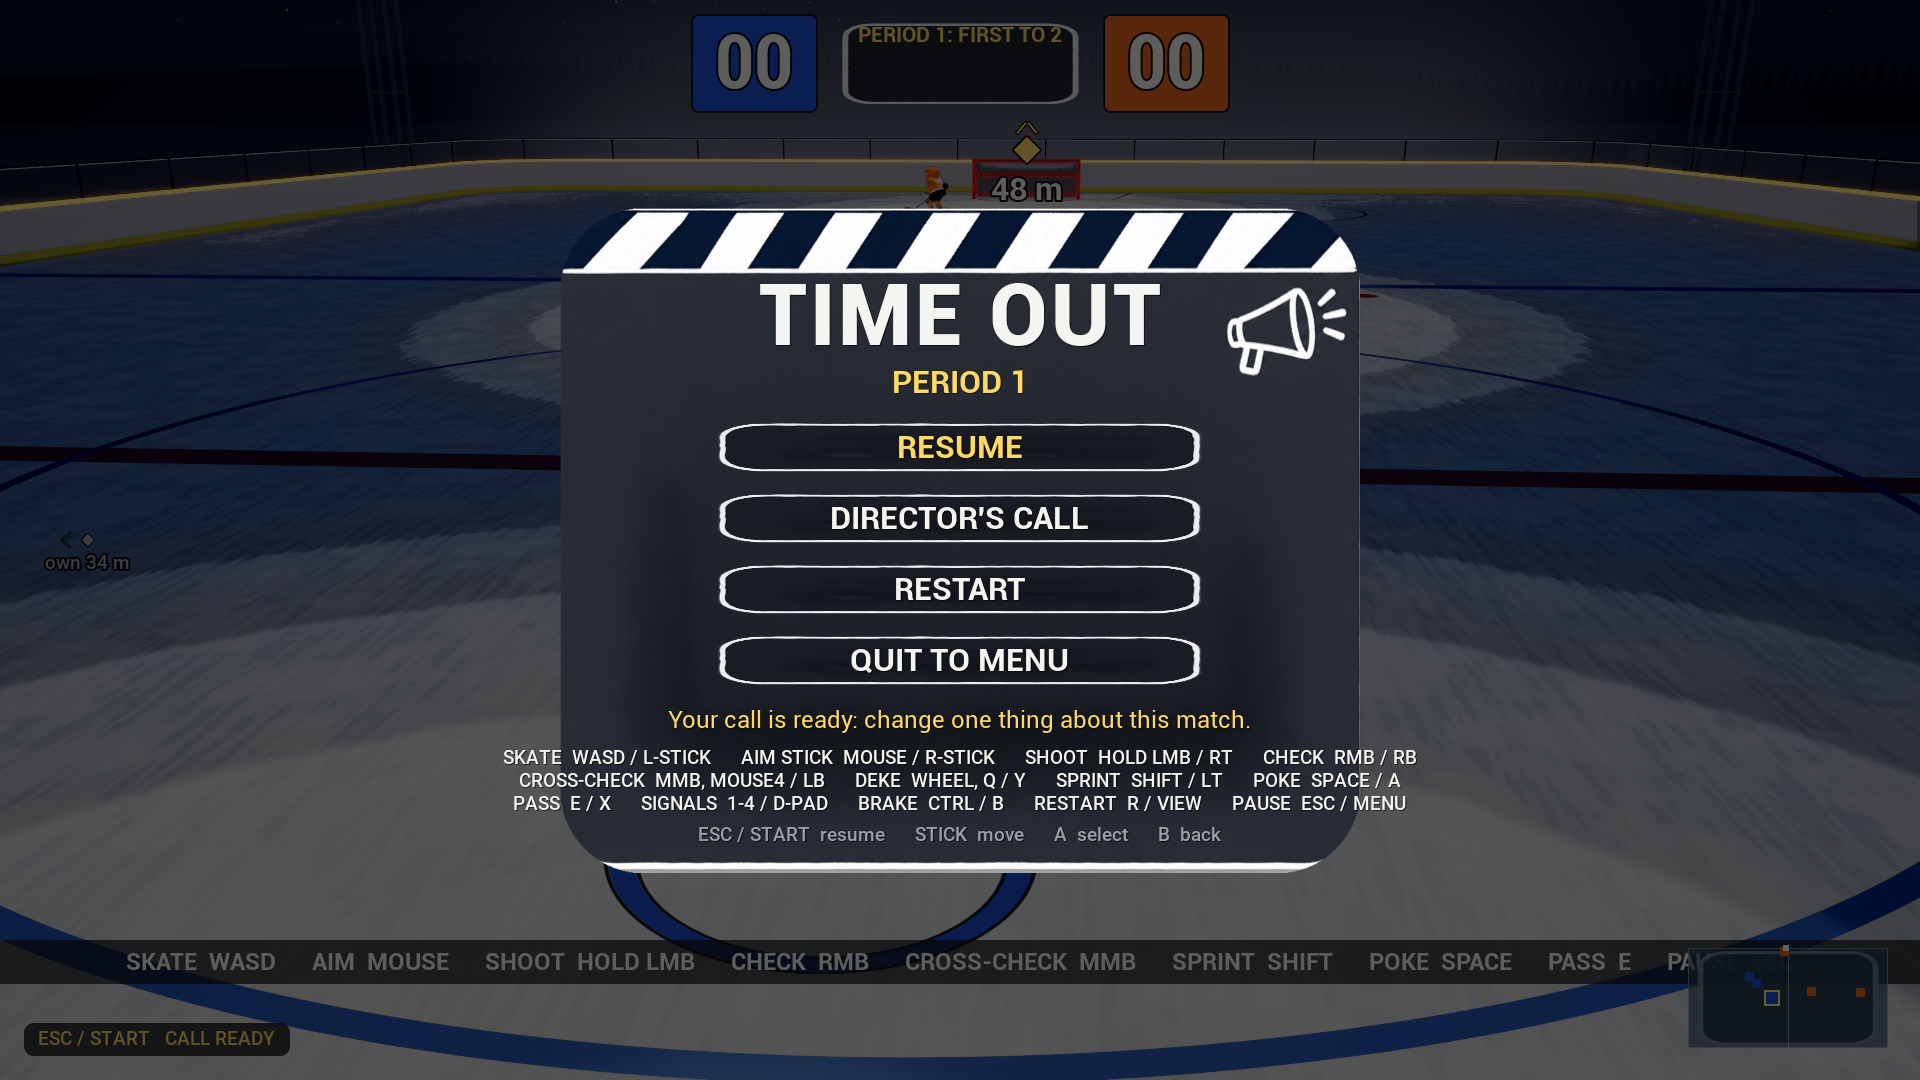 00 PERIOD 1: FIRST TO 2 00
48 m
TIME OUT
PERIOD 1
RESUME
DIRECTOR'S CALL
own 34 m
RESTART
QUIT TO MENU
Your call is ready: change one thing about this match.
SKATE WASD / L-STICK AIM STICK MOUSE / R-STICK SHOOT HOLD LMB / RT CHECK RMB / RB
CROSS-CHECK MMB, MOUSE4 / LB DEKE WHEEL, Q / Y SPRINT SHIFT / LT POKE SPACE / A
PASS E / X SIGNALS 1-4 / D-PAD BRAKE CTRL / B RESTART R / VIEW PAUSE ESC / MENU
ESC / START resume STICK move A select B back
SKATE WASD AIM MOUSE SHOOT HOLD LMB CHECK RMB CROSS-CHECK MMB SPRINT SHIFT POKE SPACE PASS E PAUSE ESC
ESC / START CALL READY